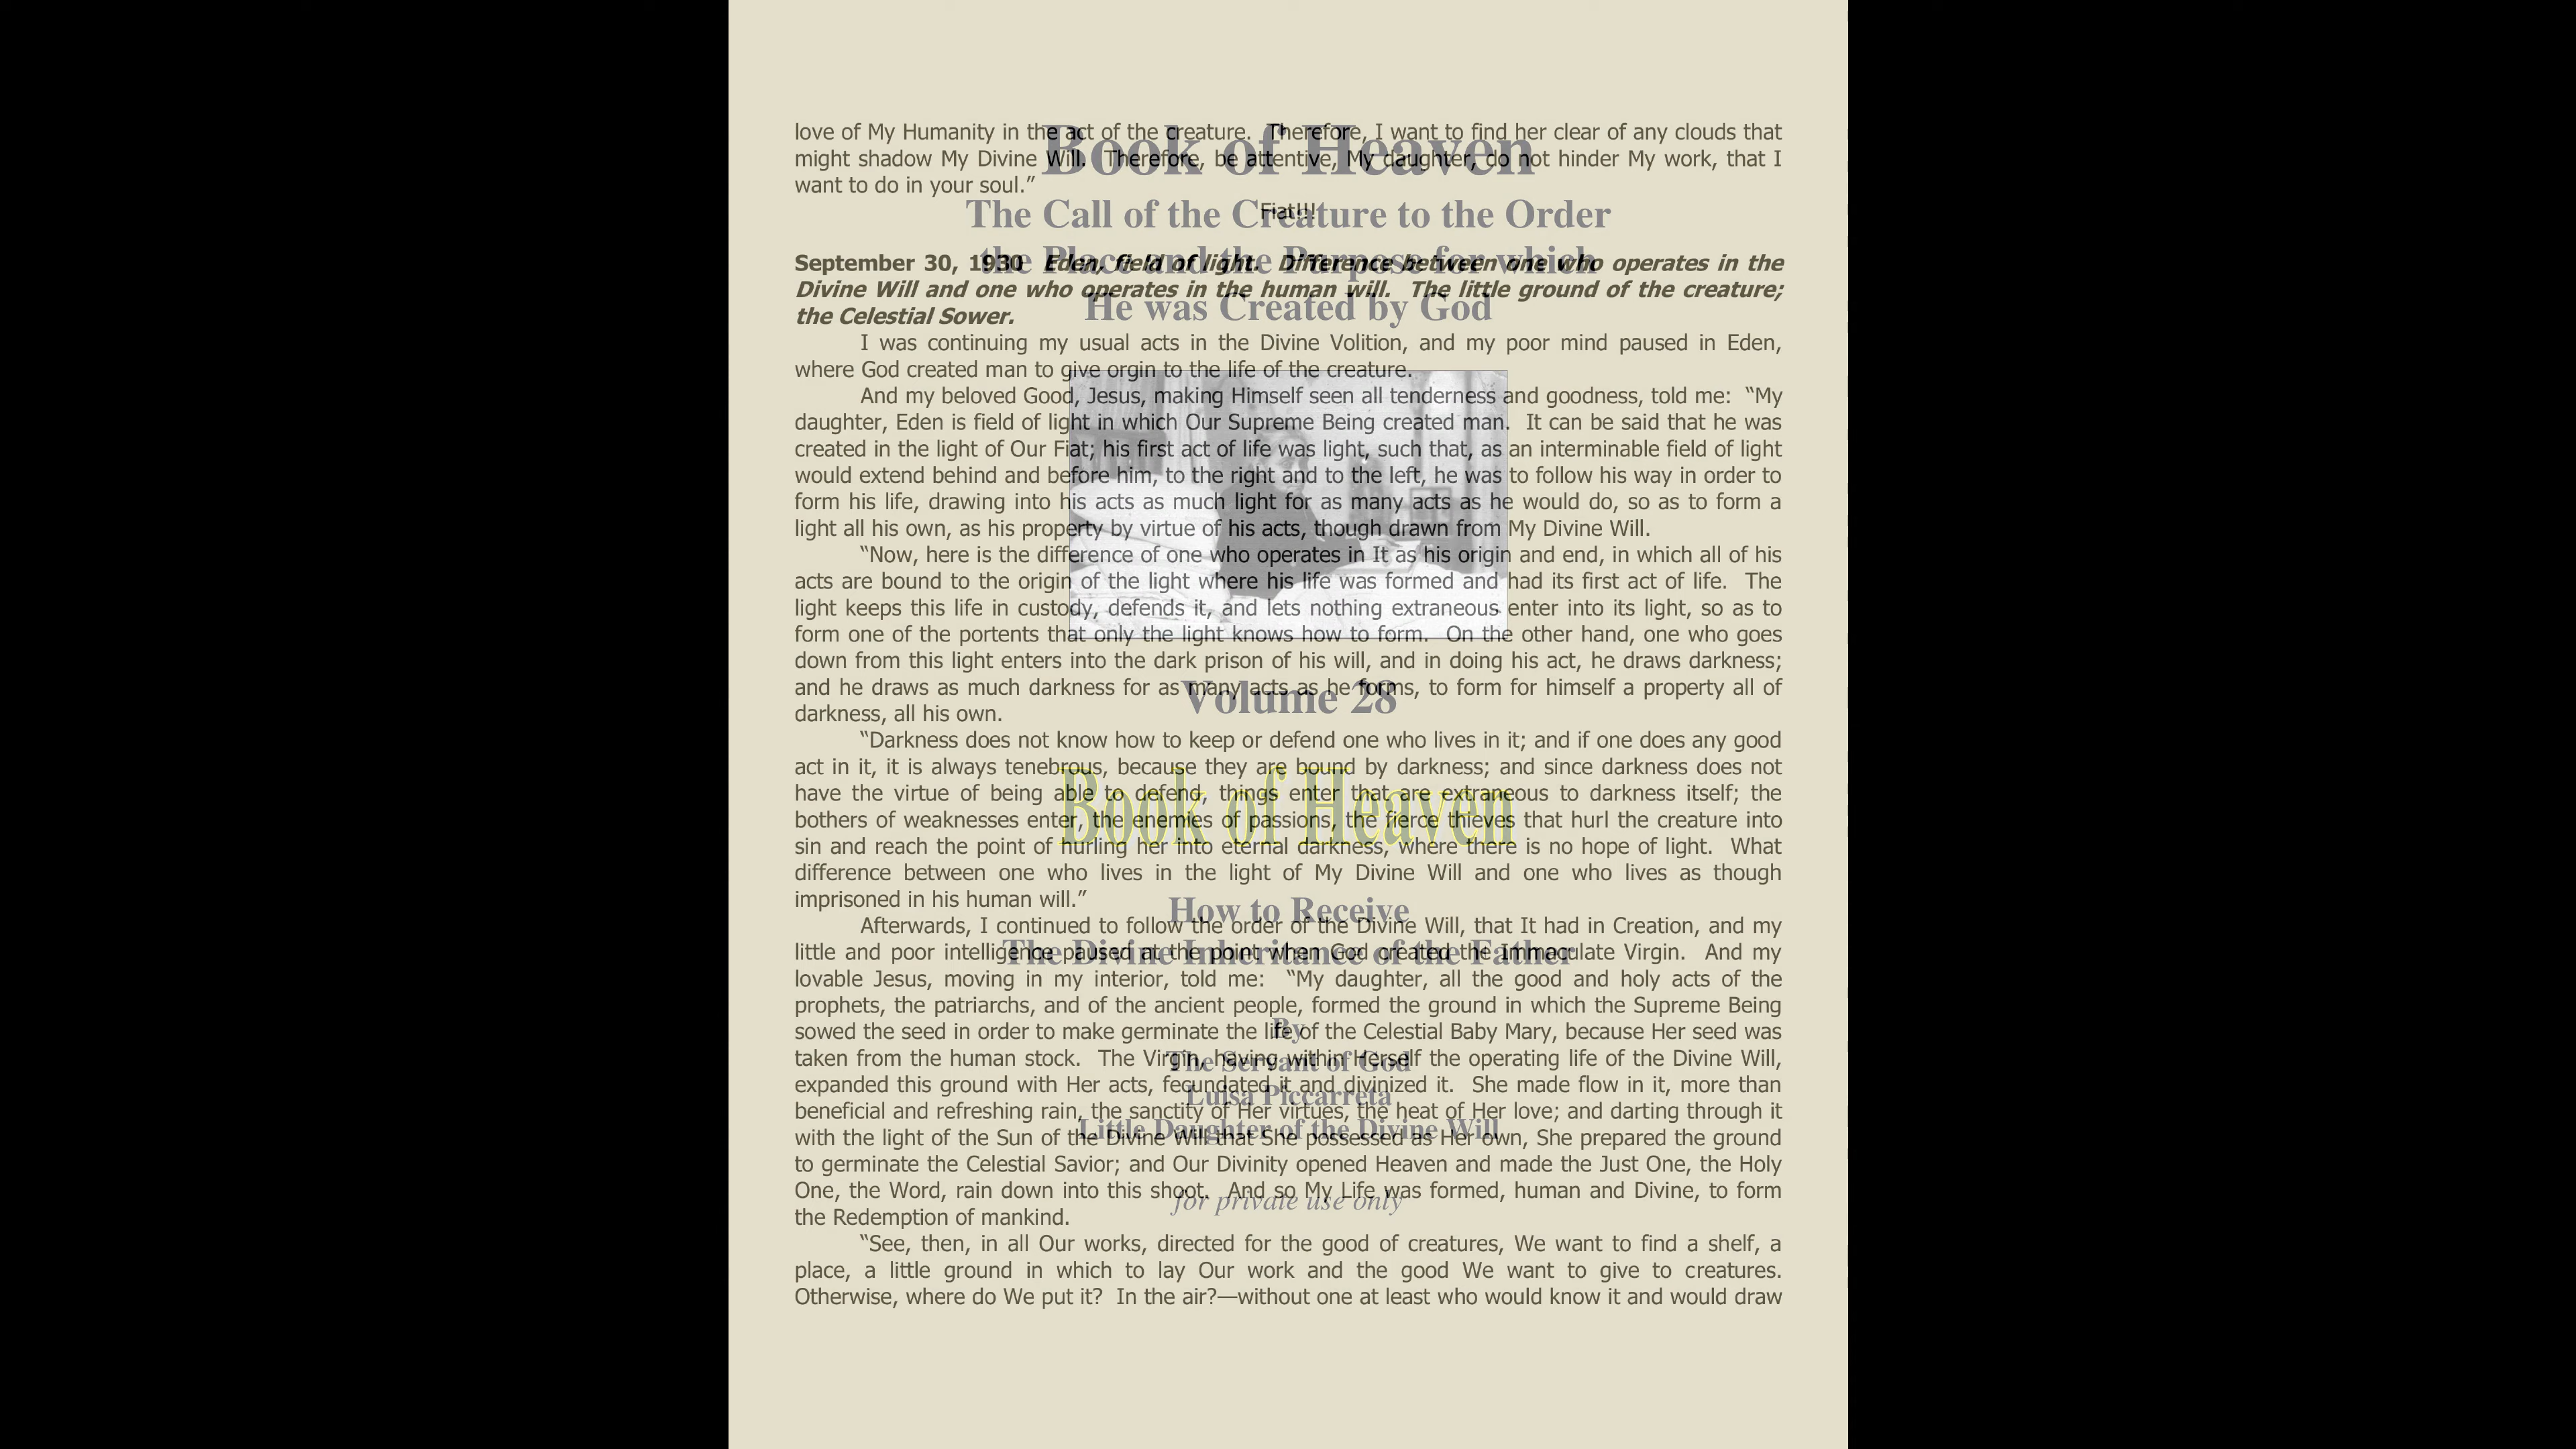 love of My Humanity in the act of the creature.  Therefore, I want to find her clear of any clouds that
might shadow My Divine Will.  Therefore, be attentive, My daughter, do not hinder My work, that I
want to do in your soul.”
Fiat!!!
September 30, 1930  Eden, field of light.  Difference between one who operates in the
Divine Will and one who operates in the human will.  The little ground of the creature;
the Celestial Sower.
I was continuing my usual acts in the Divine Volition, and my poor mind paused in Eden,
where God created man to give orgin to the life of the creature.
And my beloved Good, Jesus, making Himself seen all tenderness and goodness, told me:  “My
daughter, Eden is field of light in which Our Supreme Being created man.  It can be said that he was
created in the light of Our Fiat; his first act of life was light, such that, as an interminable field of light
would extend behind and before him, to the right and to the left, he was to follow his way in order to
form his life, drawing into his acts as much light for as many acts as he would do, so as to form a
light all his own, as his property by virtue of his acts, though drawn from My Divine Will.
“Now, here is the difference of one who operates in It as his origin and end, in which all of his
acts are bound to the origin of the light where his life was formed and had its first act of life.  The
light keeps this life in custody, defends it, and lets nothing extraneous enter into its light, so as to
form one of the portents that only the light knows how to form.  On the other hand, one who goes
down from this light enters into the dark prison of his will, and in doing his act, he draws darkness;
and he draws as much darkness for as many acts as he forms, to form for himself a property all of
darkness, all his own.
“Darkness does not know how to keep or defend one who lives in it; and if one does any good
act in it, it is always tenebrous, because they are bound by darkness; and since darkness does not
have the virtue of being able to defend, things enter that are extraneous to darkness itself; the
bothers of weaknesses enter, the enemies of passions, the fierce thieves that hurl the creature into
sin and reach the point of hurling her into eternal darkness, where there is no hope of light.  What
difference between one who lives in the light of My Divine Will and one who lives as though
imprisoned in his human will.”
Afterwards, I continued to follow the order of the Divine Will, that It had in Creation, and my
little and poor intelligence paused at the point when God created the Immaculate Virgin.  And my
lovable Jesus, moving in my interior, told me:  “My daughter, all the good and holy acts of the
prophets, the patriarchs, and of the ancient people, formed the ground in which the Supreme Being
sowed the seed in order to make germinate the life of the Celestial Baby Mary, because Her seed was
taken from the human stock.  The Virgin, having within Herself the operating life of the Divine Will,
expanded this ground with Her acts, fecundated it and divinized it.  She made flow in it, more than
beneficial and refreshing rain, the sanctity of Her virtues, the heat of Her love; and darting through it
with the light of the Sun of the Divine Will that She possessed as Her own, She prepared the ground
to germinate the Celestial Savior; and Our Divinity opened Heaven and made the Just One, the Holy
One, the Word, rain down into this shoot.  And so My Life was formed, human and Divine, to form
the Redemption of mankind.
“See, then, in all Our works, directed for the good of creatures, We want to find a shelf, a
place, a little ground in which to lay Our work and the good We want to give to creatures.
Otherwise, where do We put it?  In the air?—without one at least who would know it and would draw
Book of Heaven
The Call of the Creature to the Order
the Place and the Purpose for which
He was Created by God
Volume 28
Book of Heaven
How to Receive
The Divine Inheritance of the Father
By
The Servant of God
Luisa Piccarreta
Little Daughter of the Divine Will
for private use only